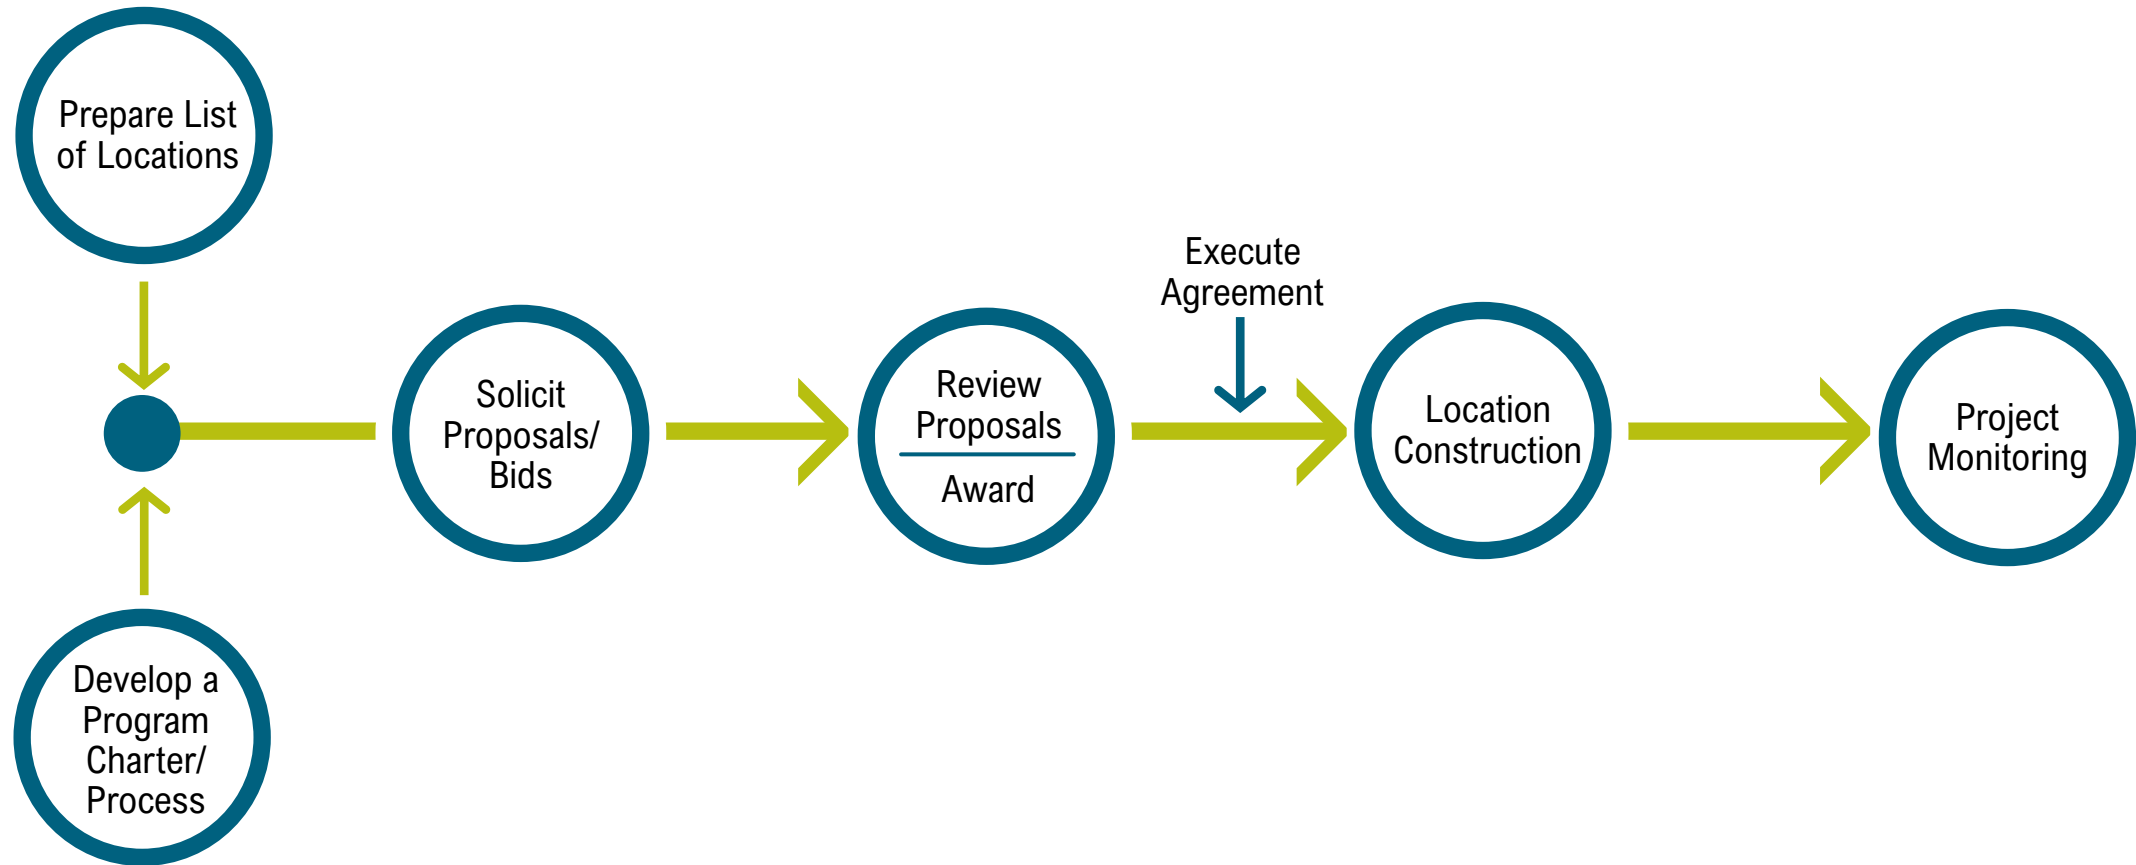 Prepare List
of Locations
Develop a
Program
Charter/
Process
Solicit
Proposals/
Bids
Review
Proposals
Award
Execute
Agreement
Location
Construction
Project
Monitoring